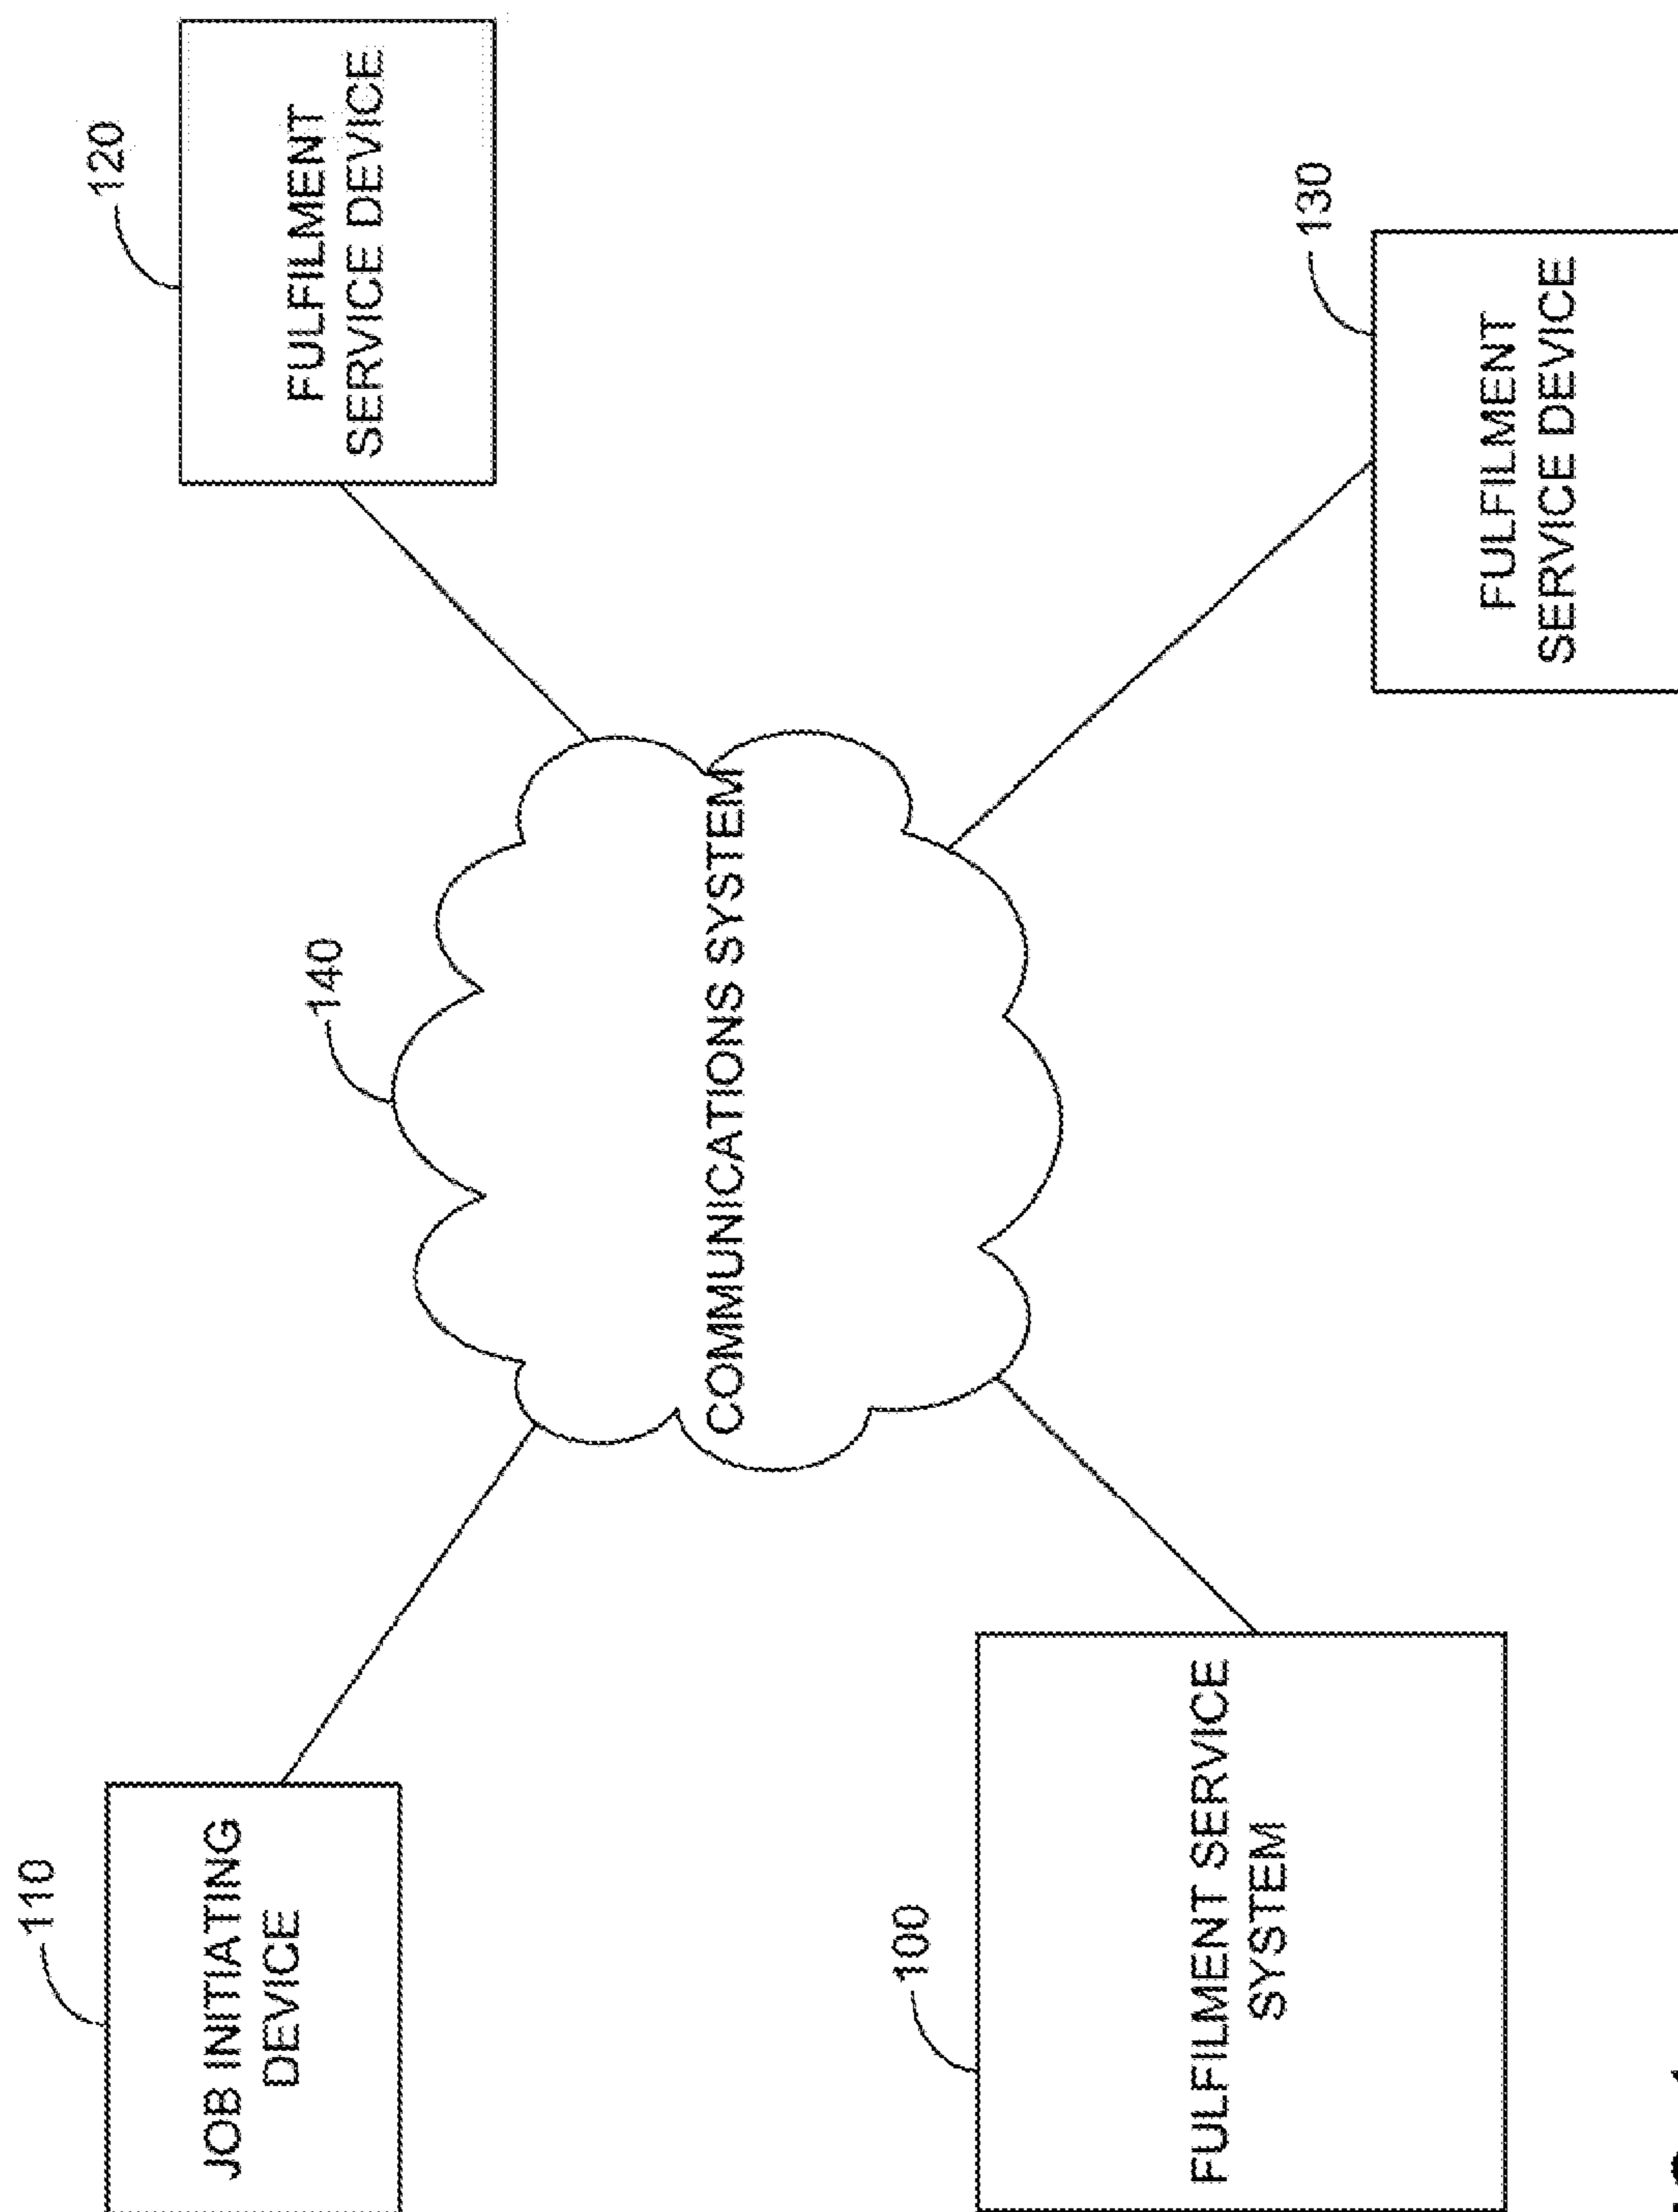 110
JOB INITIATING
DEVICE
120
FULFILMENT
SERVICE DEVICE
140
COMMUNICATIONS SYSTEM
100
FULFILMENT SERVICE
SYSTEM
130
FULFILMENT
SERVICE DEVICE